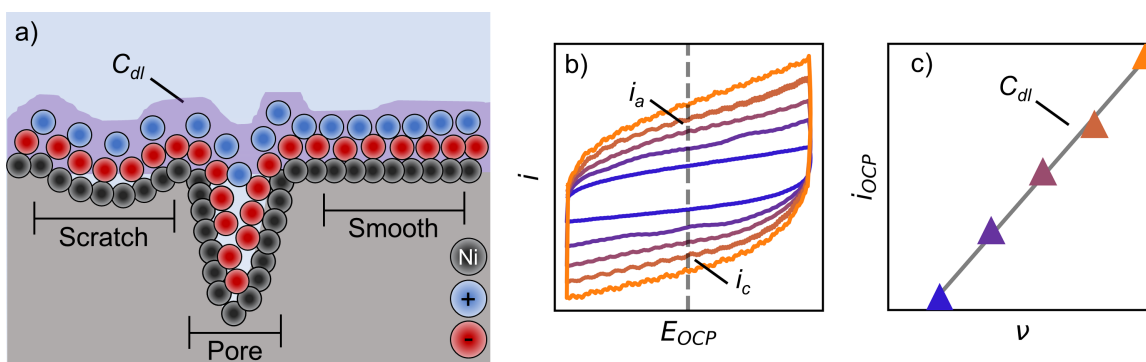 a)
C_dl
Scratch
Smooth
Pore
Ni
+
-
b)
i_a
i_c
i
E_OCP
c)
C_dl
i_OCP
ν